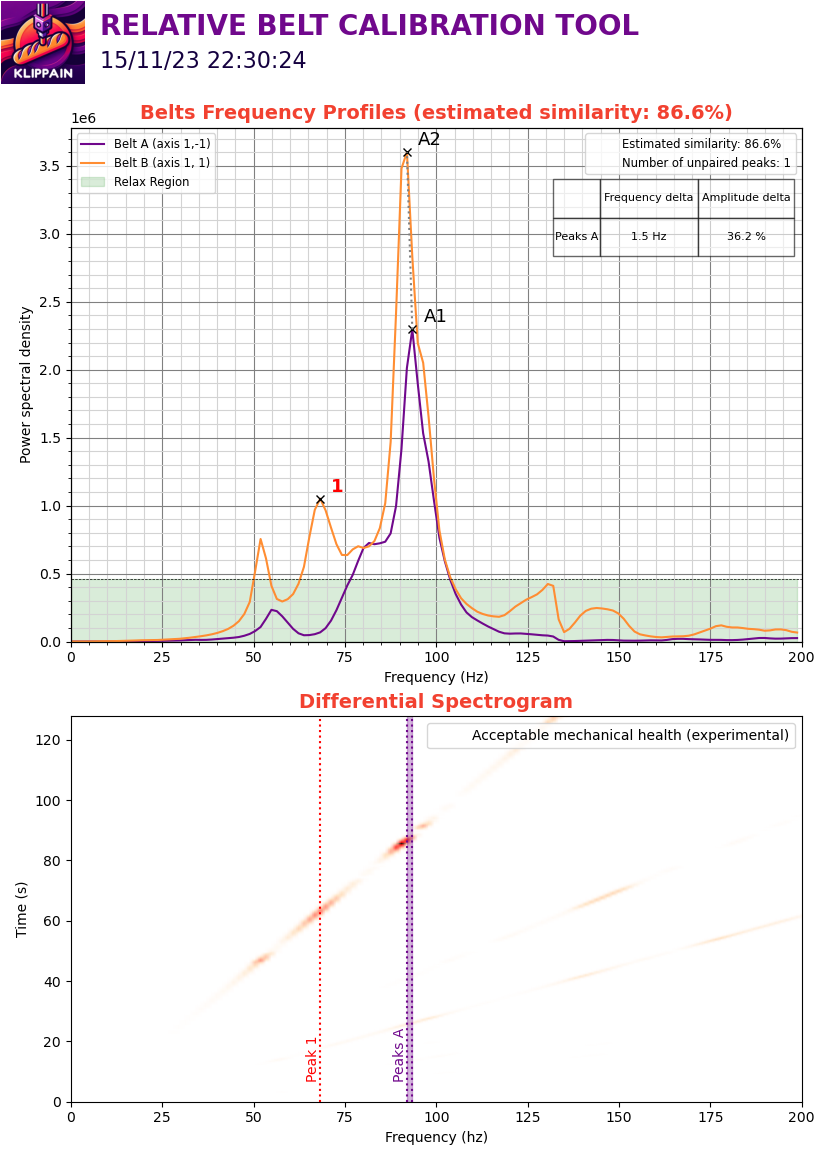 KLIPPAIN
RELATIVE BELT CALIBRATION TOOL
15/11/23 22:30:24
Belts Frequency Profiles (estimated similarity: 86.6%)
1e6
Belt A (axis 1,-1)
Belt B (axis 1, 1)
Relax Region
Estimated similarity: 86.6%
Number of unpaired peaks: 1
Frequency delta Amplitude delta
Peaks A 1.5 Hz 36.2 %
A2
A1
1
3.5
3.0
2.5
2.0
1.5
1.0
0.5
0.0
Power spectral density
0 25 50 75 100 125 150 175 200
Frequency (Hz)
Differential Spectrogram
Acceptable mechanical health (experimental)
120
100
80
60
40
20
0
Time (s)
Peak 1
Peaks A
0 25 50 75 100 125 150 175 200
Frequency (hz)